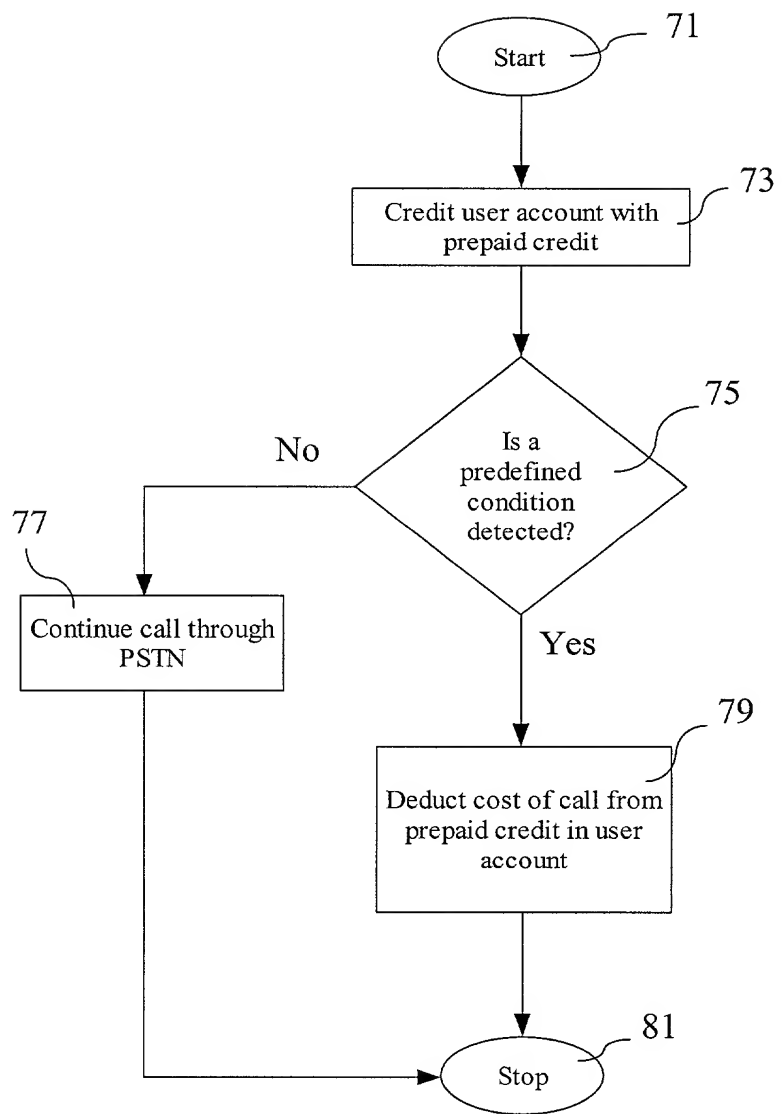 71
Start
73
Credit user account with
prepaid credit
75
Is a
predefined
condition
detected?
No
77
Continue call through
PSTN
Yes
79
Deduct cost of call from
prepaid credit in user
account
81
Stop